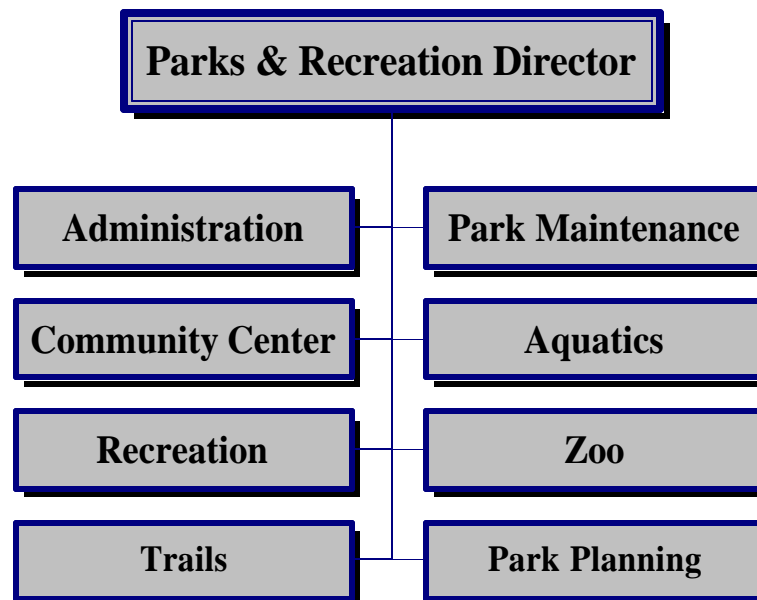 Parks & Recreation Director
Administration
Park Maintenance
Community Center
Aquatics
Recreation
Zoo
Trails
Park Planning